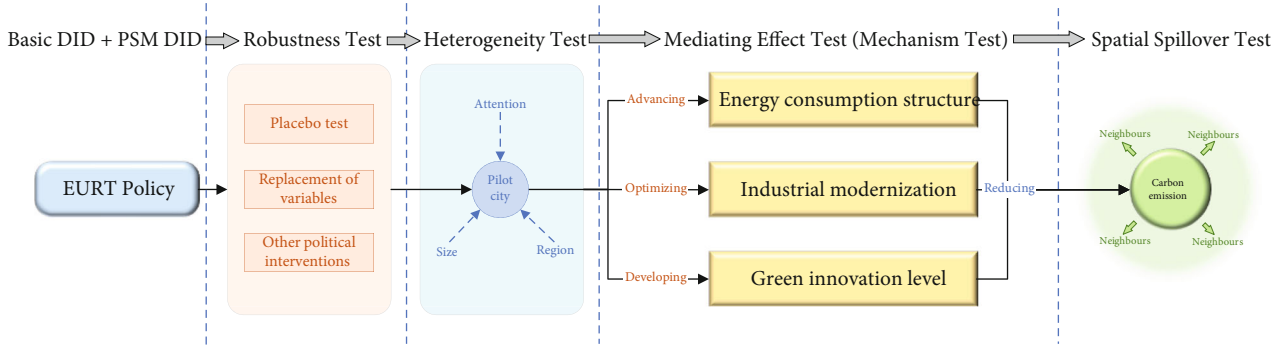 Basic DID + PSM DID
Robustness Test
Heterogeneity Test
Mediating Effect Test (Mechanism Test)
Spatial Spillover Test
EURT Policy
Placebo test
Replacement of
variables
Other political
interventions
Attention
Pilot
city
Size
Region
Advancing
Energy consumption structure
Optimizing
Industrial modernization
Developing
Green innovation level
Reducing
Neighbours
Neighbours
Carbon
emission
Neighbours
Neighbours